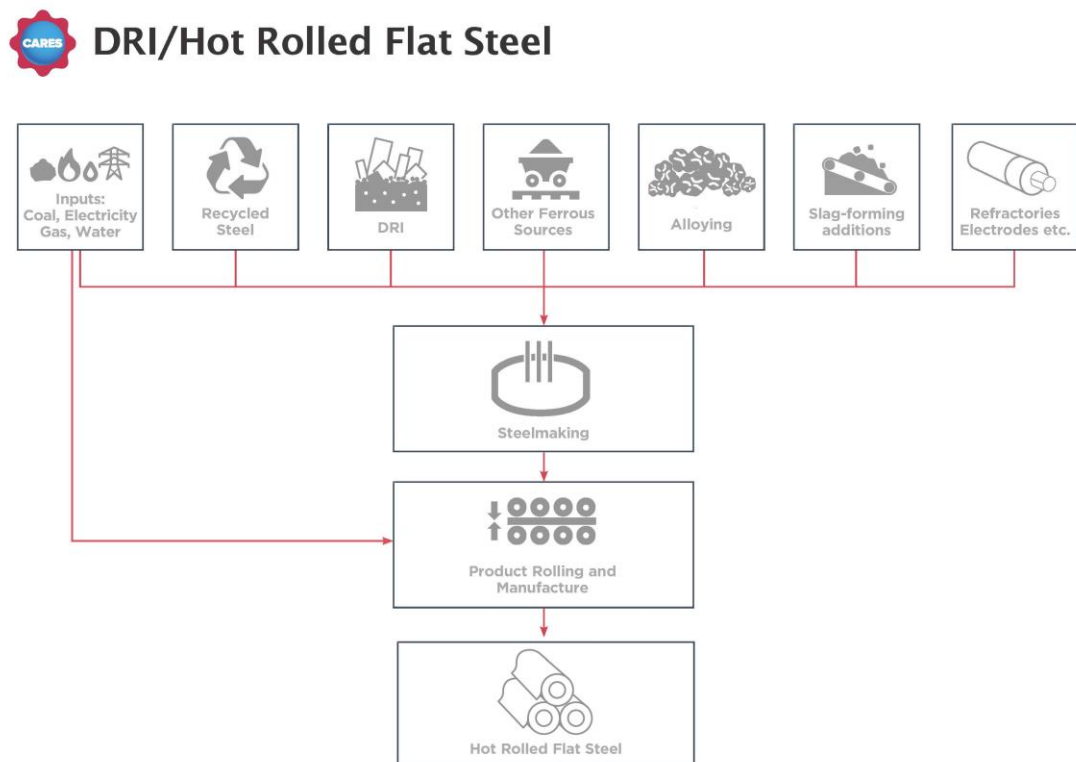 CARES
DRI/Hot Rolled Flat Steel
Inputs:
Coal, Electricity
Gas, Water
Recycled
Steel
DRI
Other Ferrous
Sources
Alloying
Slag-forming
additions
Refractories
Electrodes etc.
Steelmaking
Product Rolling and
Manufacture
Hot Rolled Flat Steel